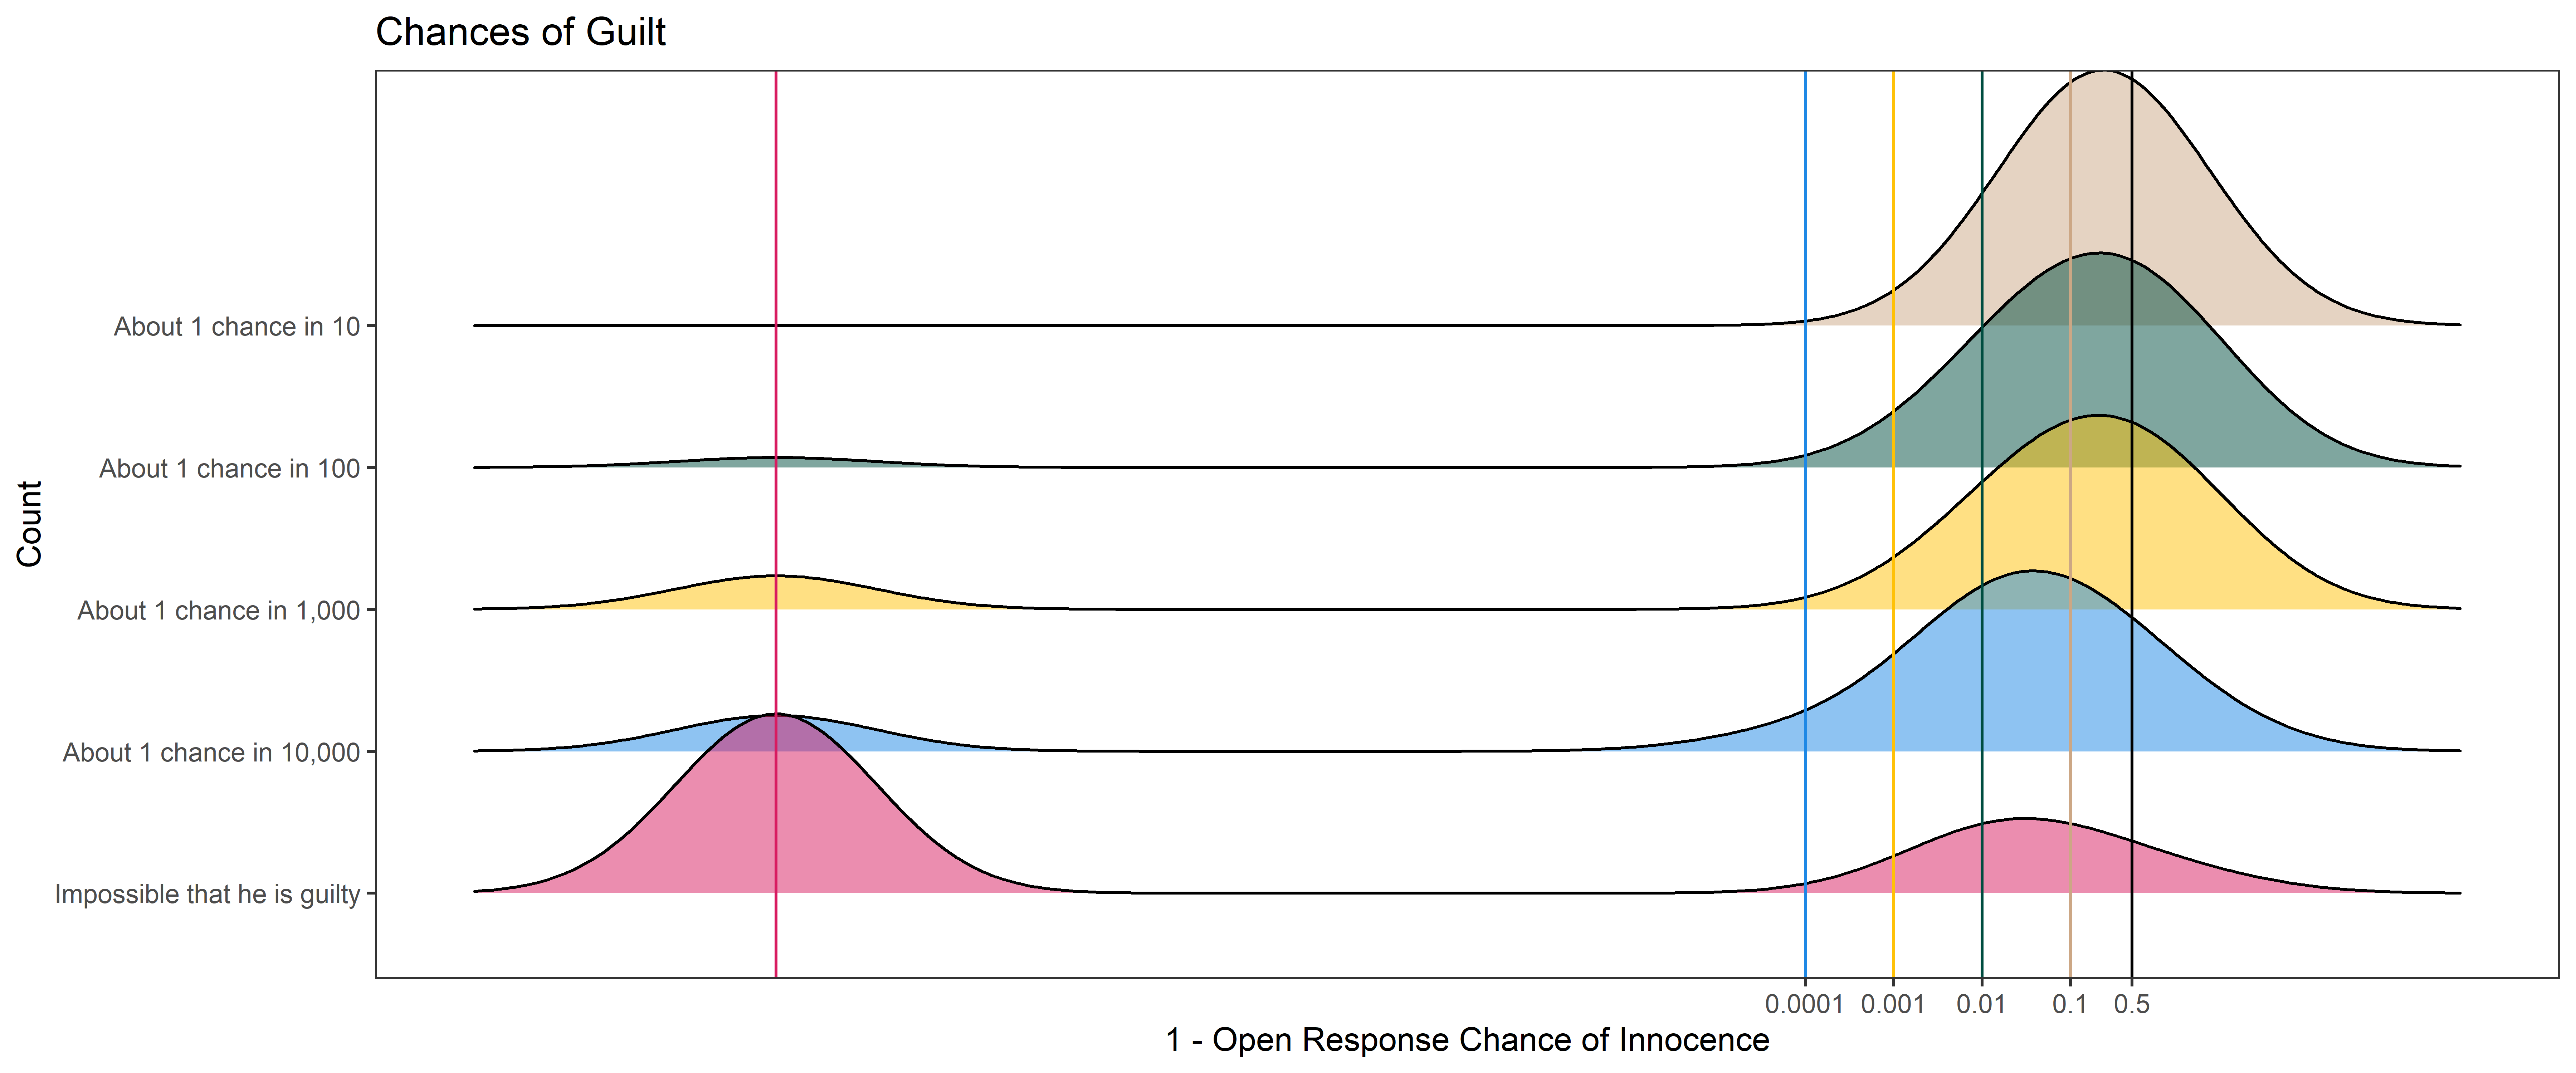 Chances of Guilt
Count
About 1 chance in 10
About 1 chance in 100
About 1 chance in 1,000
About 1 chance in 10,000
Impossible that he is guilty
0.0001 0.001 0.01 0.1 0.5
1 - Open Response Chance of Innocence